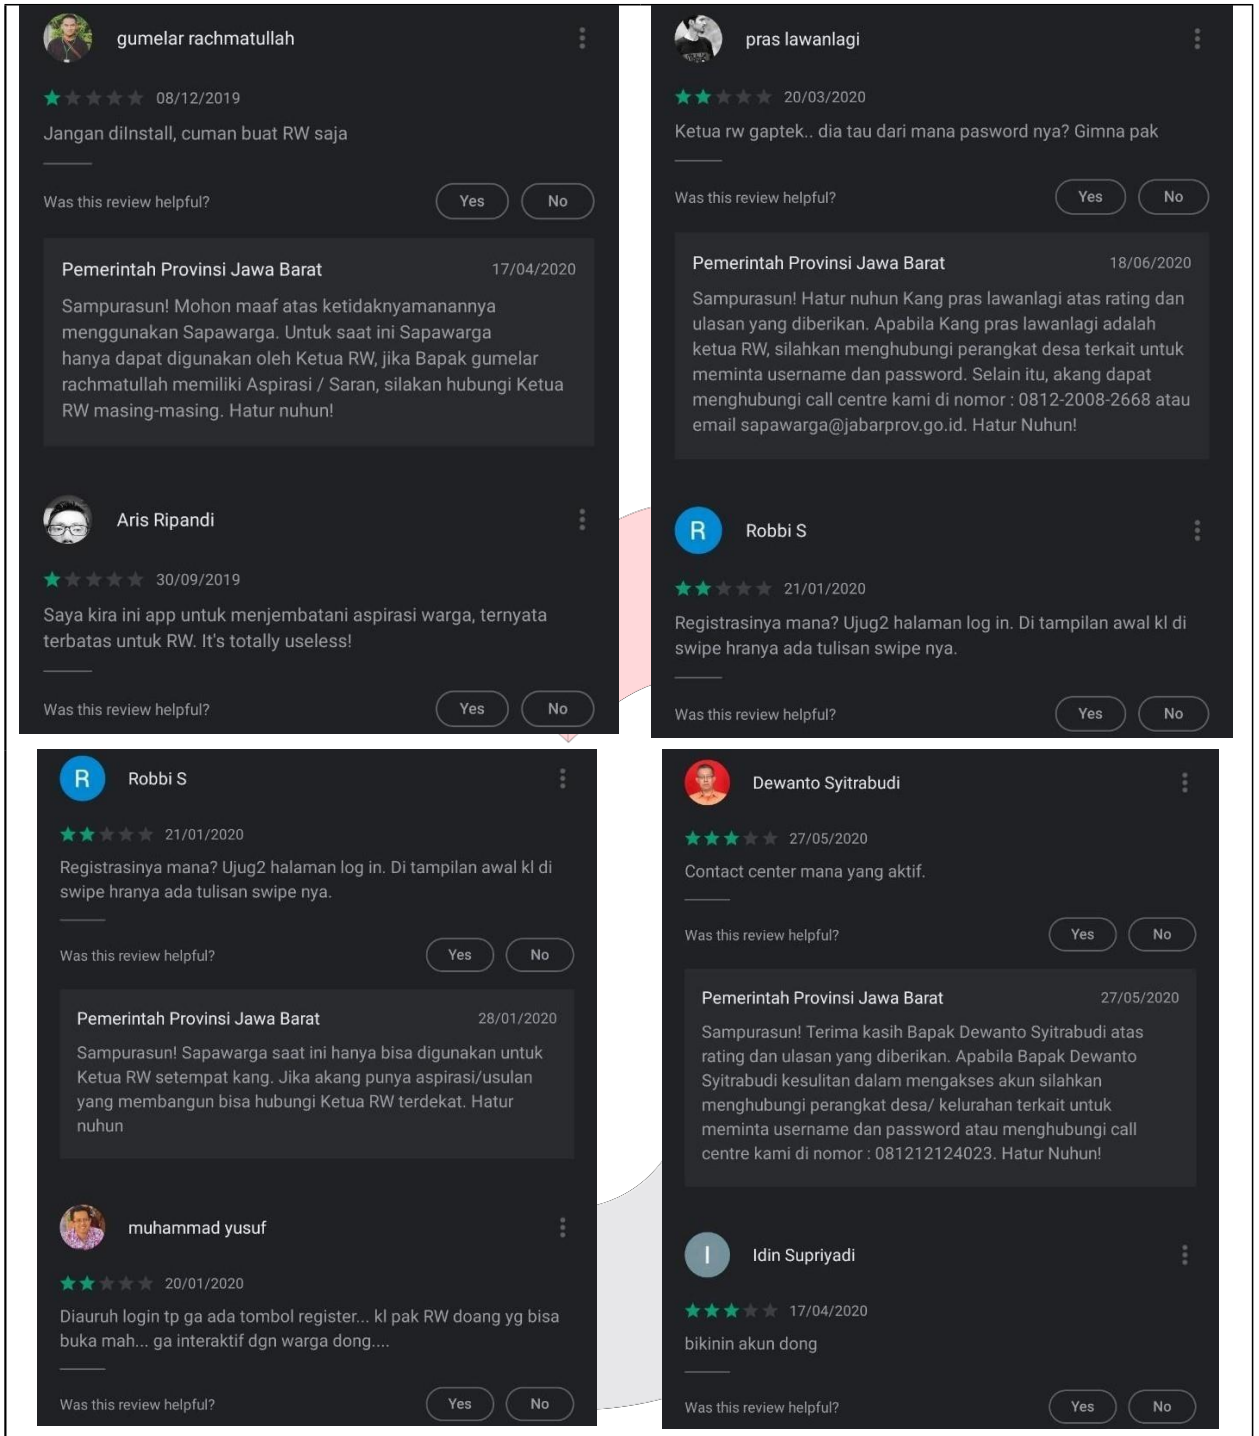 gumelar rachmatullah
08/12/2019
Jangan diInstall, cuman buat RW saja
Was this review helpful?
Yes
No
Pemerintah Provinsi Jawa Barat
17/04/2020
Sampurasun! Mohon maaf atas ketidaknyamanannya
menggunakan Sapawarga. Untuk saat ini Sapawarga
hanya dapat digunakan oleh Ketua RW, jika Bapak gumelar
rachmatullah memiliki Aspirasi / Saran, silakan hubungi Ketua
RW masing-masing. Hatur nuhun!
Aris Ripandi
30/09/2019
Saya kira ini app untuk menjembatani aspirasi warga, ternyata
terbatas untuk RW. It's totally useless!
Was this review helpful?
Yes
No
pras lawanlagi
20/03/2020
Ketua rw gaptek.. dia tau dari mana pasword nya? Gimna pak
Was this review helpful?
Yes
No
Pemerintah Provinsi Jawa Barat
18/06/2020
Sampurasun! Hatur nuhun Kang pras lawanlagi atas rating dan
ulasan yang diberikan. Apabila Kang pras lawanlagi adalah
ketua RW, silahkan menghubungi perangkat desa terkait untuk
meminta username dan password. Selain itu, akang dapat
menghubungi call centre kami di nomor : 0812-2008-2668 atau
email sapawarga@jabarprov.go.id. Hatur Nuhun!
R
Robbi S
21/01/2020
Registrasinya mana? Ujug2 halaman log in. Di tampilan awal kl di
swipe hranya ada tulisan swipe nya.
Was this review helpful?
Yes
No
R
Robbi S
21/01/2020
Registrasinya mana? Ujug2 halaman log in. Di tampilan awal kl di
swipe hranya ada tulisan swipe nya.
Was this review helpful?
Yes
No
Pemerintah Provinsi Jawa Barat
28/01/2020
Sampurasun! Sapawarga saat ini hanya bisa digunakan untuk
Ketua RW setempat kang. Jika akang punya aspirasi/usulan
yang membangun bisa hubungi Ketua RW terdekat. Hatur
nuhun
muhammad yusuf
20/01/2020
Diauruh login tp ga ada tombol register... kl pak RW doang yg bisa
buka mah... ga interaktif dgn warga dong....
Was this review helpful?
Yes
No
Dewanto Syitrabudi
27/05/2020
Contact center mana yang aktif.
Was this review helpful?
Yes
No
Pemerintah Provinsi Jawa Barat
27/05/2020
Sampurasun! Terima kasih Bapak Dewanto Syitrabudi atas
rating dan ulasan yang diberikan. Apabila Bapak Dewanto
Syitrabudi kesulitan dalam mengakses akun silahkan
menghubungi perangkat desa/ kelurahan terkait untuk
meminta username dan password atau menghubungi call
centre kami di nomor : 081212124023. Hatur Nuhun!
I
Idin Supriyadi
17/04/2020
bikinin akun dong
Was this review helpful?
Yes
No